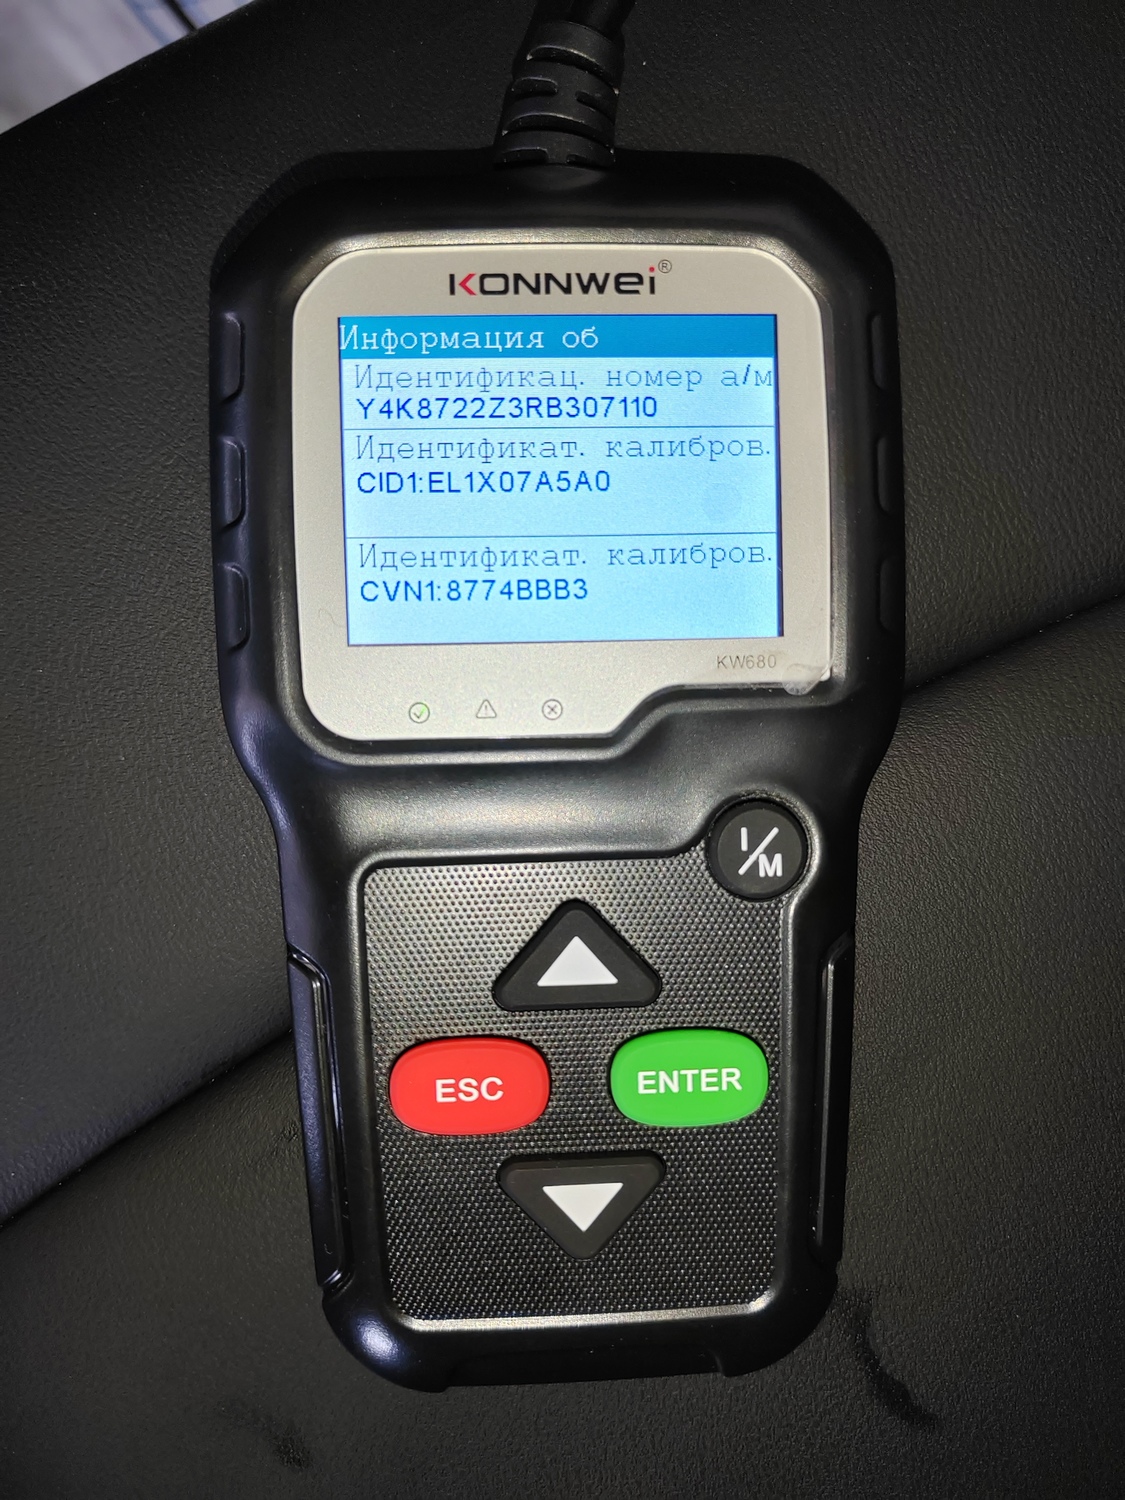 KONNWEi®
Информация об
Идентификац. номер а/м
Y4K8722Z3RB307110
Идентификат. калибров.
CID1:EL1X07A5A0
Идентификат. калибров.
CVN1:8774BBB3
KW680
I/M
ESC
ENTER